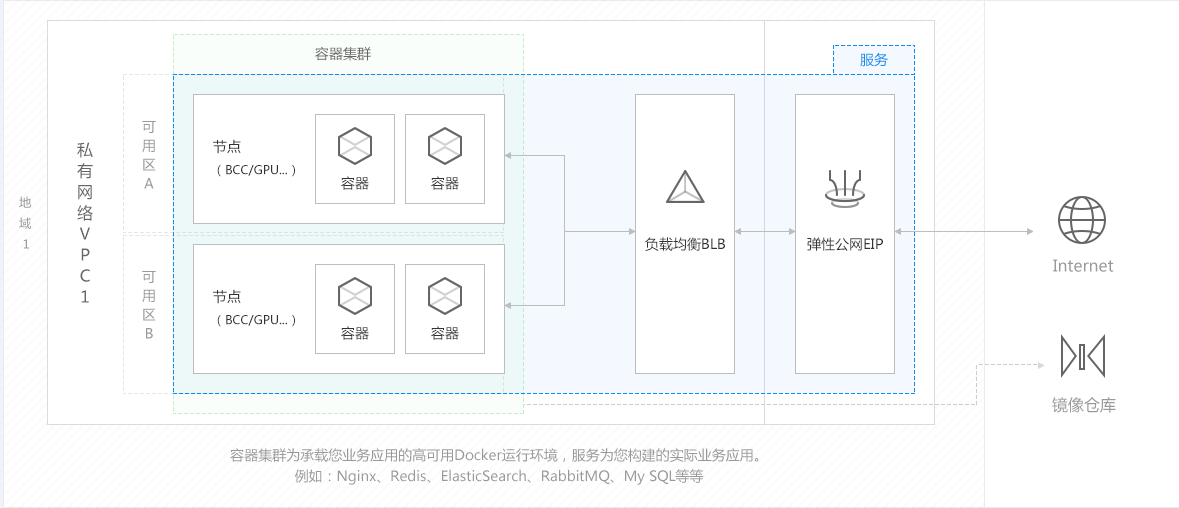 容器集群
服务
地域1
私有网络VPC1
可用区A
节点
（BCC/GPU...）
容器
容器
可用区B
节点
（BCC/GPU...）
容器
容器
负载均衡BLB
弹性公网EIP
Internet
镜像仓库
容器集群为承载您业务应用的高可用Docker运行环境，服务为您构建的实际业务应用。
例如：Nginx、Redis、ElasticSearch、RabbitMQ、My SQL等等